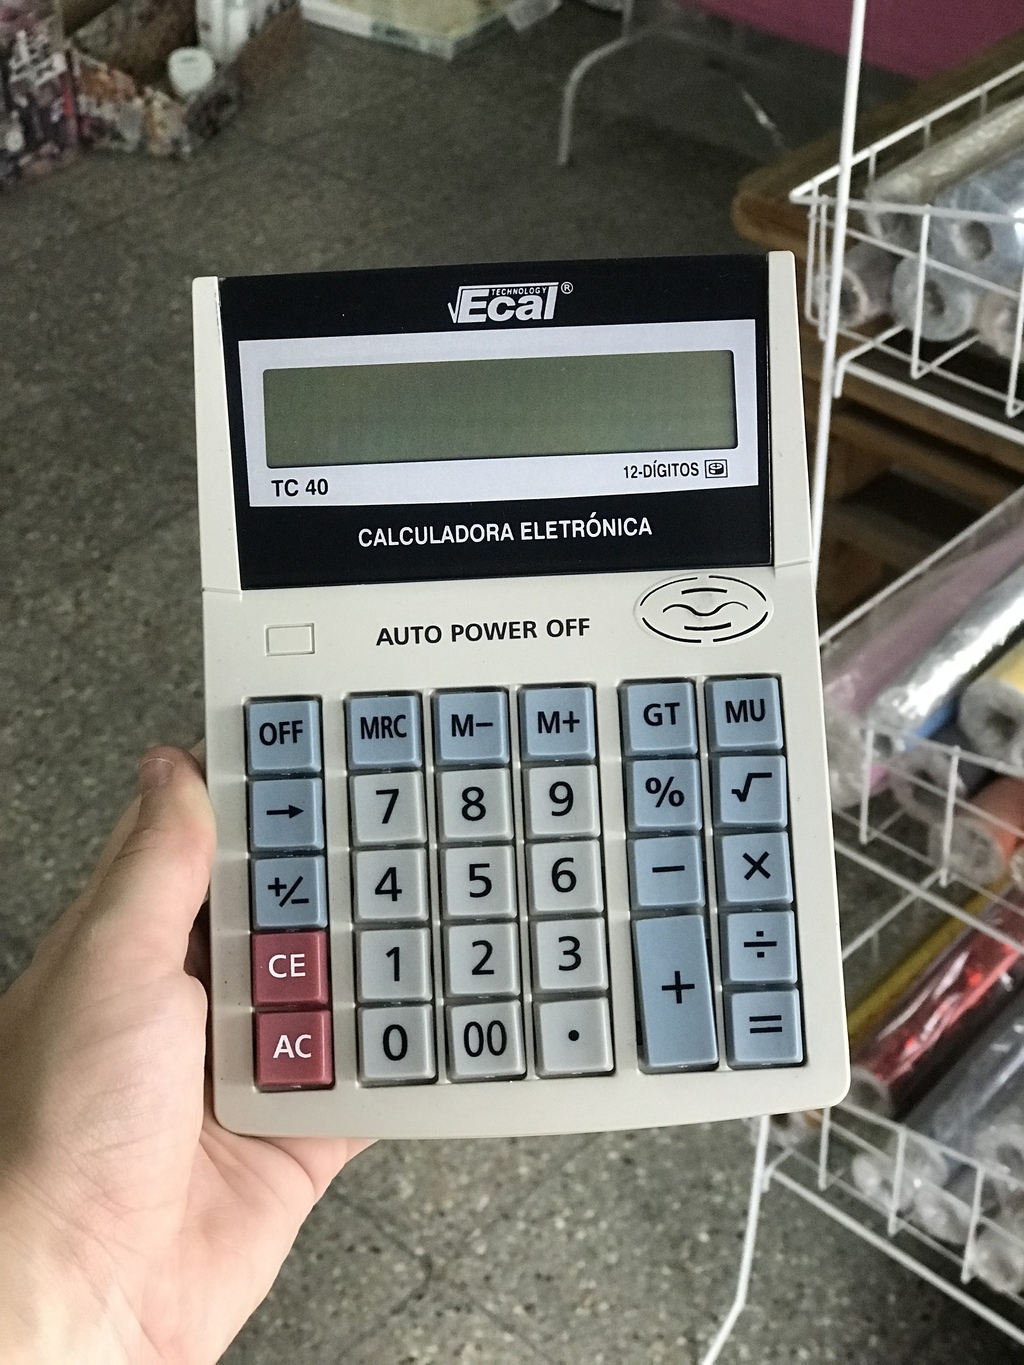 √Ecal®
TECHNOLOGY
TC 40
12-DÍGITOS
CALCULADORA ELETRÓNICA
AUTO POWER OFF
OFF MRC M− M+ GT MU
→ 7 8 9 % √
+/− 4 5 6 − ×
CE 1 2 3 + ÷
AC 0 00 . =